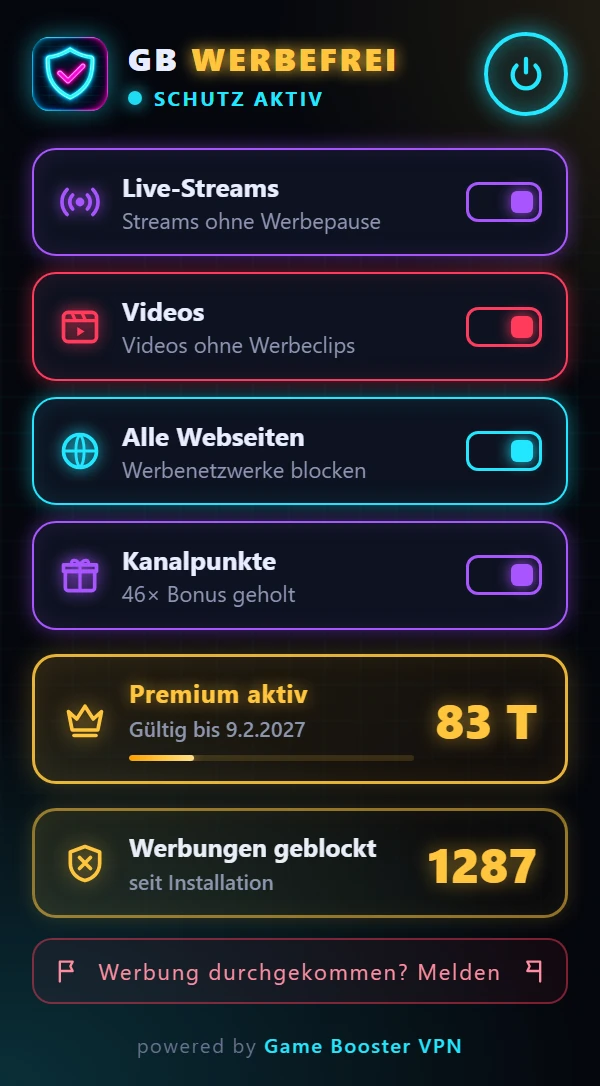 GB WERBEFREI
SCHUTZ AKTIV
Live-Streams
Streams ohne Werbepause
Videos
Videos ohne Werbeclips
Alle Webseiten
Werbenetzwerke blocken
Kanalpunkte
46× Bonus geholt
Premium aktiv
Gültig bis 9.2.2027
83 T
Werbungen geblockt
seit Installation
1287
Werbung durchgekommen? Melden
powered by Game Booster VPN